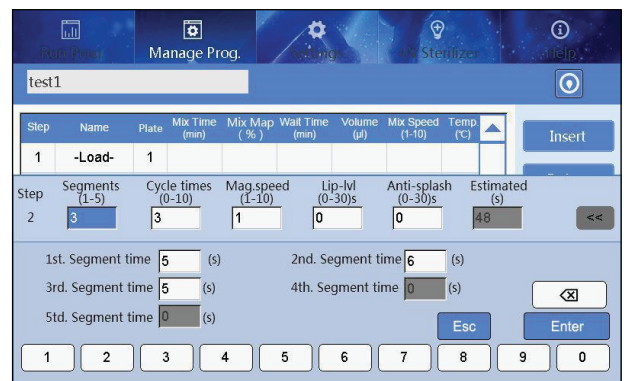 Manage Prog.
Help
test1
Step Name Plate Mix Time (min) Mix Map (%) Wait Time (min) Volume (μl) Mix Speed (1-10) Temp. (℃)
Insert
1 -Load- 1
Step Segments (1-5) Cycle times (0-10) Mag.speed (1-10) Lip-lvl (0-30)s Anti-splash (0-30)s Estimated (s)
2 3 3 1 0 0 48 <<
1st. Segment time 5 (s) 2nd. Segment time 6 (s)
3rd. Segment time 5 (s) 4th. Segment time 0 (s)
5td. Segment time 0 (s)
Esc Enter
1 2 3 4 5 6 7 8 9 0